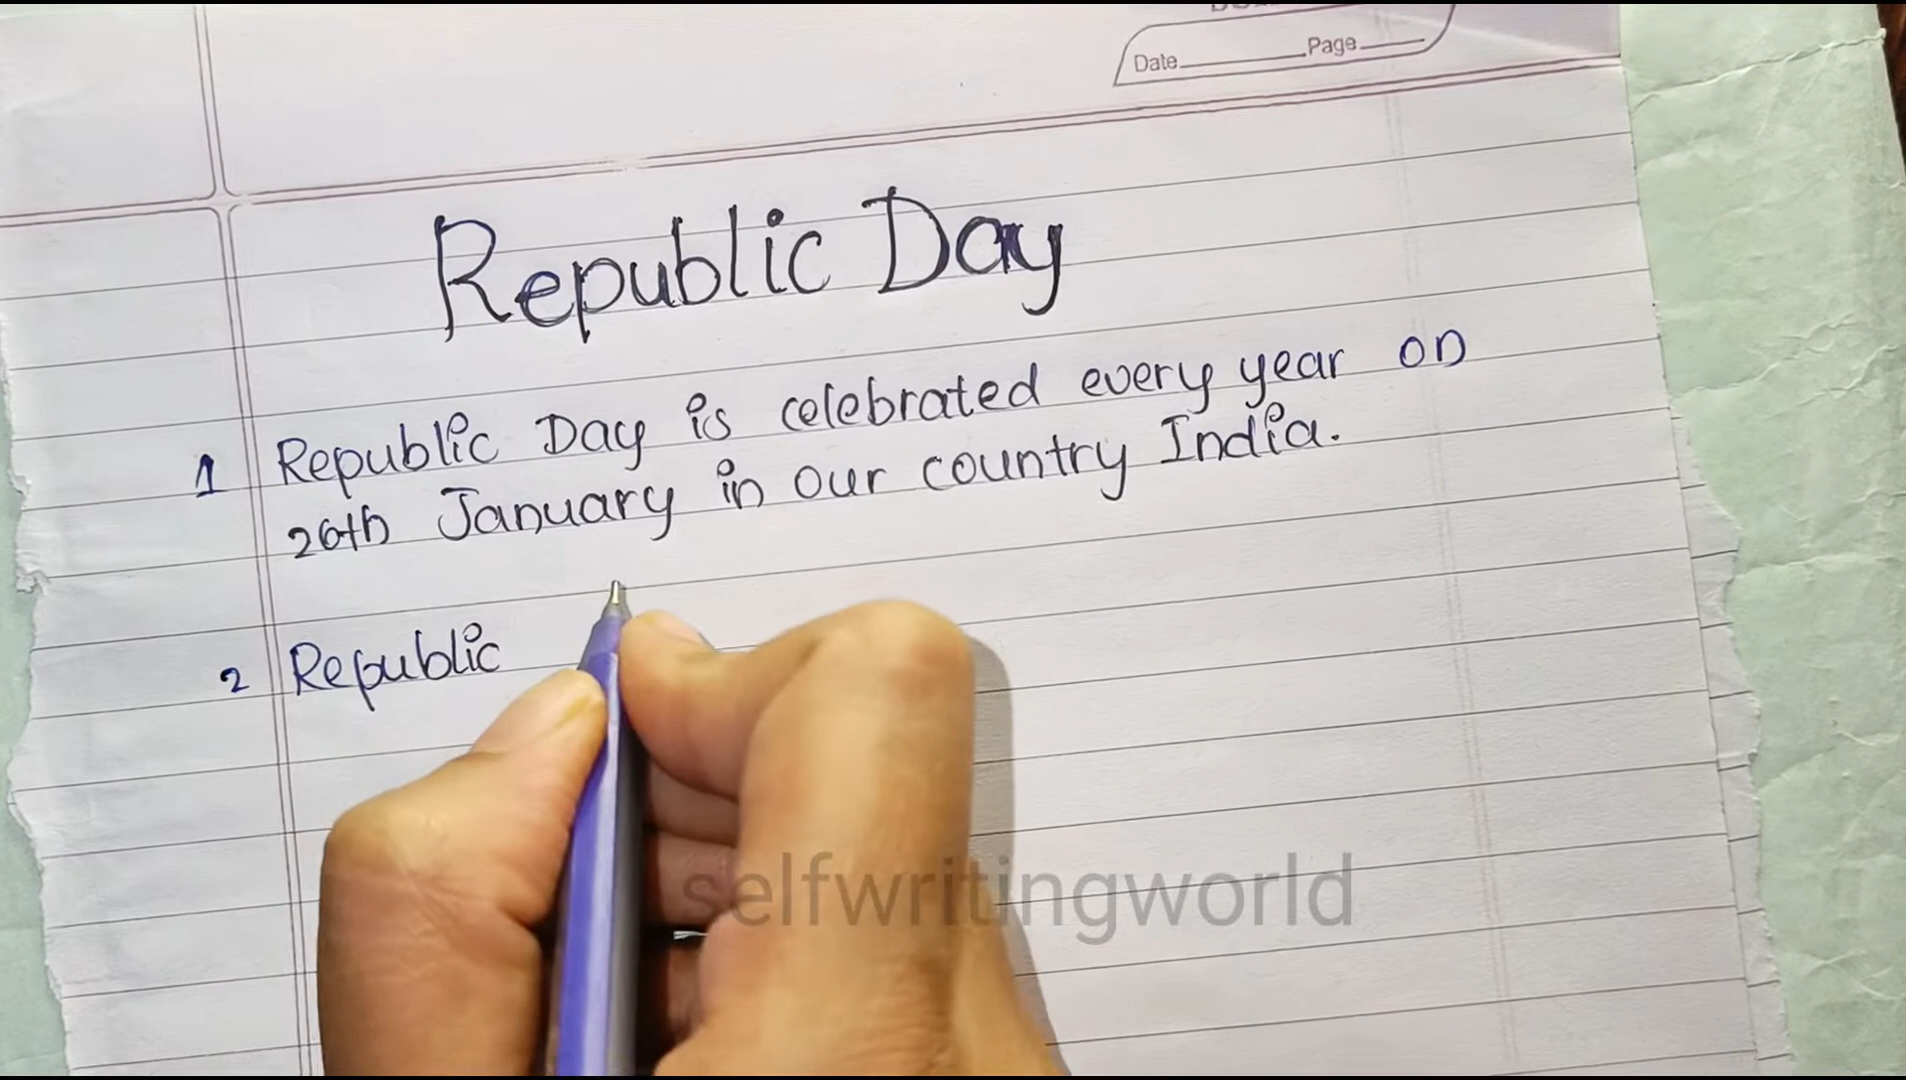 Date Page
Republic Day
1 Republic Day is celebrated every year on
26th January in our country India.
2 Republic
selfwritingworld